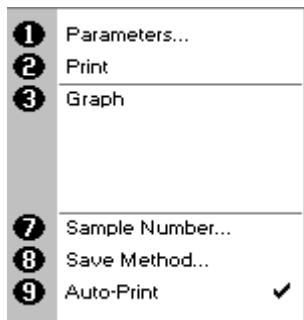 1 Parameters...
2 Print
3 Graph
7 Sample Number...
8 Save Method...
9 Auto-Print ✓